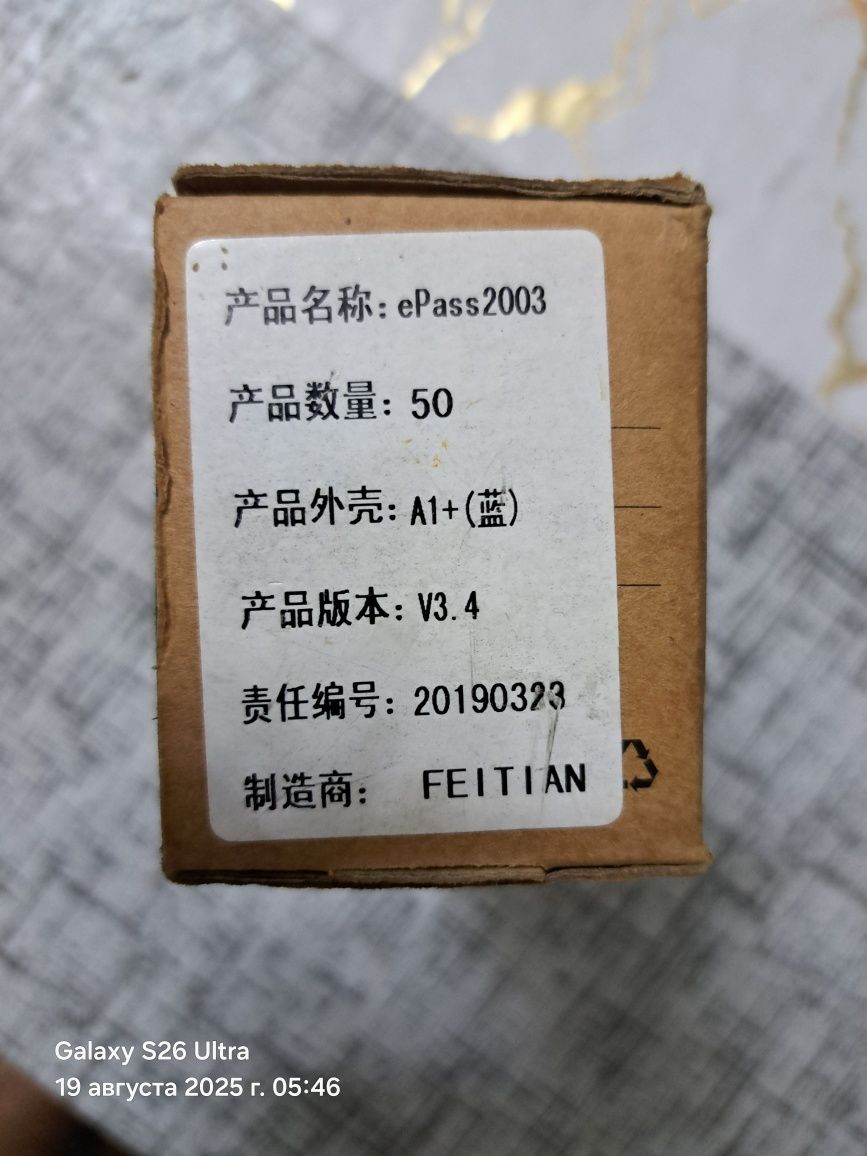 产品名称: ePass2003
产品数量: 50
产品外壳: A1+(蓝)
产品版本: V3.4
责任编号: 20190323
制造商: FEITIAN
Galaxy S26 Ultra
19 августа 2025 г. 05:46